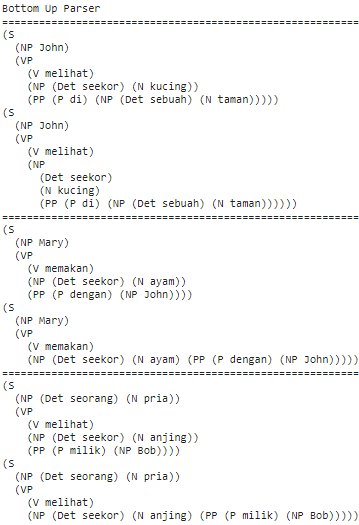 Bottom Up Parser
========================================================
(S
  (NP John)
  (VP
    (V melihat)
    (NP (Det seekor) (N kucing))
    (PP (P di) (NP (Det sebuah) (N taman)))))
(S
  (NP John)
  (VP
    (V melihat)
    (NP
      (Det seekor)
      (N kucing)
      (PP (P di) (NP (Det sebuah) (N taman))))))
========================================================
(S
  (NP Mary)
  (VP
    (V memakan)
    (NP (Det seekor) (N ayam))
    (PP (P dengan) (NP John))))
(S
  (NP Mary)
  (VP
    (V memakan)
    (NP (Det seekor) (N ayam) (PP (P dengan) (NP John)))))
========================================================
(S
  (NP (Det seorang) (N pria))
  (VP
    (V melihat)
    (NP (Det seekor) (N anjing))
    (PP (P milik) (NP Bob))))
(S
  (NP (Det seorang) (N pria))
  (VP
    (V melihat)
    (NP (Det seekor) (N anjing) (PP (P milik) (NP Bob)))))